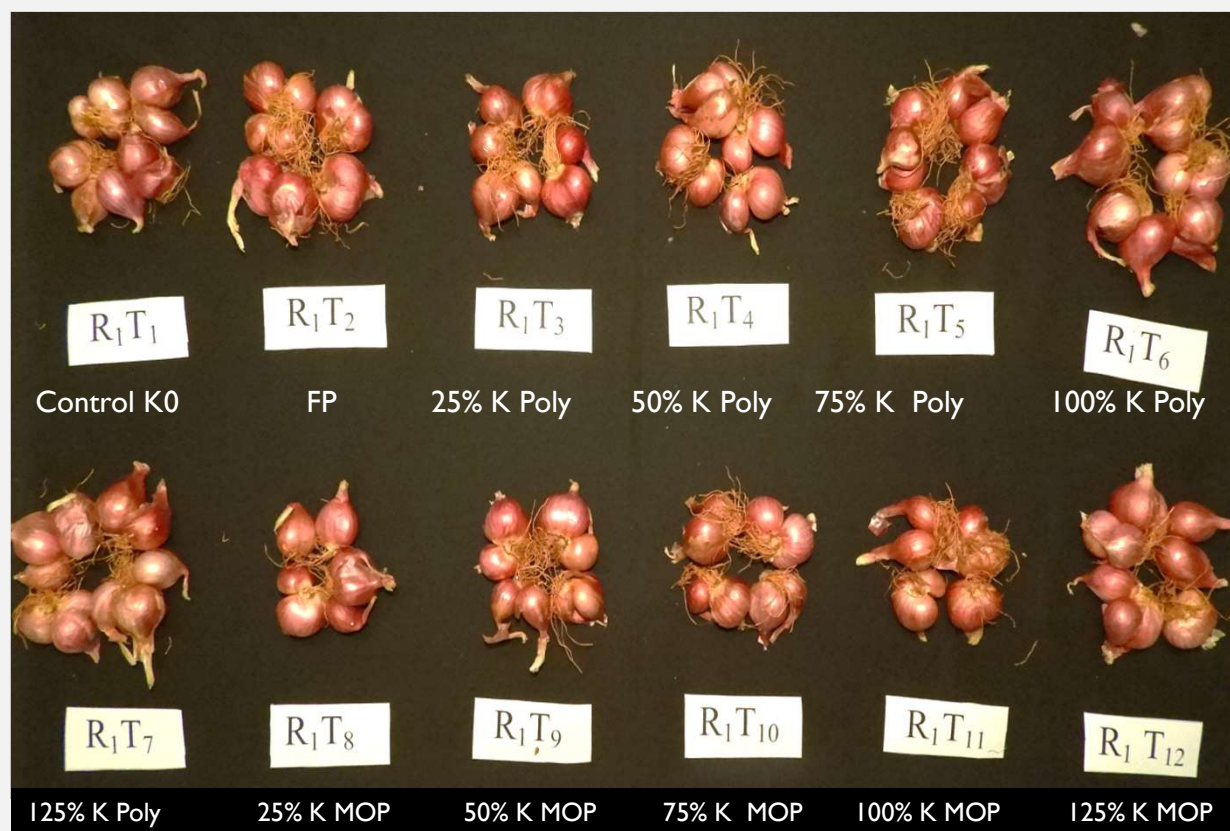 R₁T₁ R₁T₂ R₁T₃ R₁T₄ R₁T₅ R₁T₆
Control K0 FP 25% K Poly 50% K Poly 75% K Poly 100% K Poly
R₁T₇ R₁T₈ R₁T₉ R₁T₁₀ R₁T₁₁ R₁ T₁₂
125% K Poly 25% K MOP 50% K MOP 75% K MOP 100% K MOP 125% K MOP